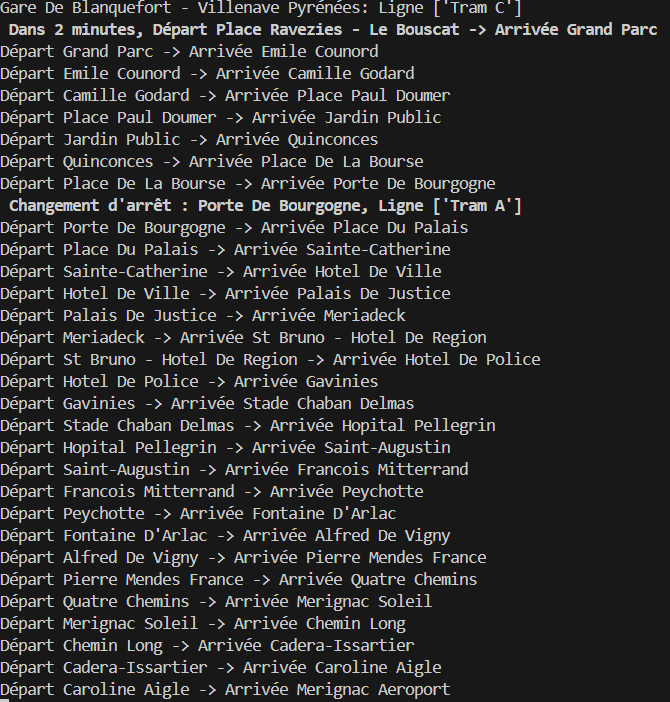 Gare De Blanquefort - Villenave Pyrénées: Ligne ['Tram C']
Dans 2 minutes, Départ Place Ravezies - Le Bouscat -> Arrivée Grand Parc
Départ Grand Parc -> Arrivée Emile Counord
Départ Emile Counord -> Arrivée Camille Godard
Départ Camille Godard -> Arrivée Place Paul Doumer
Départ Place Paul Doumer -> Arrivée Jardin Public
Départ Jardin Public -> Arrivée Quinconces
Départ Quinconces -> Arrivée Place De La Bourse
Départ Place De La Bourse -> Arrivée Porte De Bourgogne
Changement d'arrêt : Porte De Bourgogne, Ligne ['Tram A']
Départ Porte De Bourgogne -> Arrivée Place Du Palais
Départ Place Du Palais -> Arrivée Sainte-Catherine
Départ Sainte-Catherine -> Arrivée Hotel De Ville
Départ Hotel De Ville -> Arrivée Palais De Justice
Départ Palais De Justice -> Arrivée Meriadeck
Départ Meriadeck -> Arrivée St Bruno - Hotel De Region
Départ St Bruno - Hotel De Region -> Arrivée Hotel De Police
Départ Hotel De Police -> Arrivée Gavinies
Départ Gavinies -> Arrivée Stade Chaban Delmas
Départ Stade Chaban Delmas -> Arrivée Hopital Pellegrin
Départ Hopital Pellegrin -> Arrivée Saint-Augustin
Départ Saint-Augustin -> Arrivée Francois Mitterrand
Départ Francois Mitterrand -> Arrivée Peychotte
Départ Peychotte -> Arrivée Fontaine D'Arlac
Départ Fontaine D'Arlac -> Arrivée Alfred De Vigny
Départ Alfred De Vigny -> Arrivée Pierre Mendes France
Départ Pierre Mendes France -> Arrivée Quatre Chemins
Départ Quatre Chemins -> Arrivée Merignac Soleil
Départ Merignac Soleil -> Arrivée Chemin Long
Départ Chemin Long -> Arrivée Cadera-Issartier
Départ Cadera-Issartier -> Arrivée Caroline Aigle
Départ Caroline Aigle -> Arrivée Merignac Aeroport